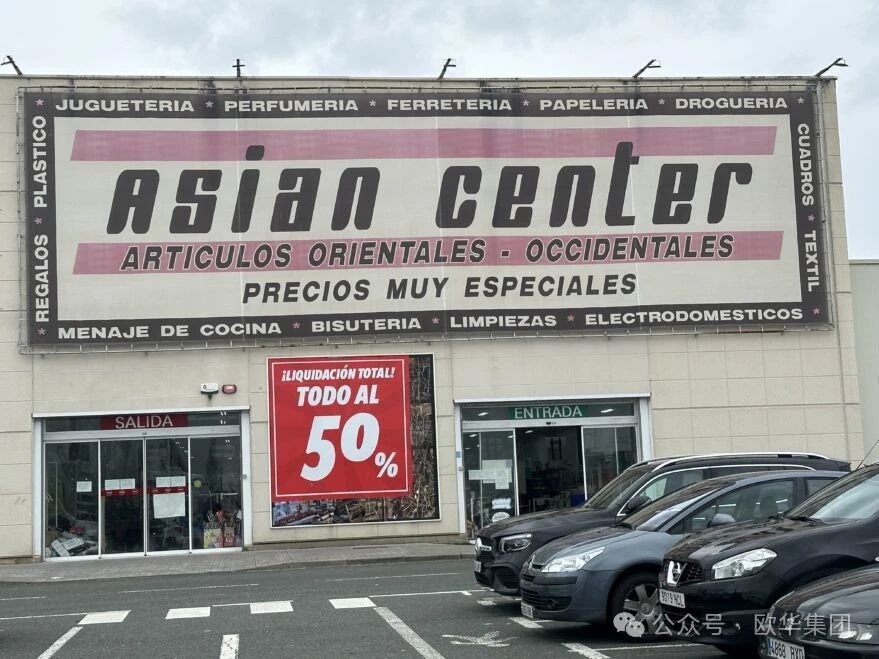 * JUGUETERIA * PERFUMERIA * FERRETERIA * PAPELERIA * DROGUERIA *
REGALOS * PLASTICO
CUADROS * TEXTIL
Asian center
ARTICULOS ORIENTALES - OCCIDENTALES
PRECIOS MUY ESPECIALES
* MENAJE DE COCINA * BISUTERIA * LIMPIEZAS * ELECTRODOMESTICOS *
¡LIQUIDACIÓN TOTAL!
TODO AL
50%
SALIDA
ENTRADA
公众号 欧华集团